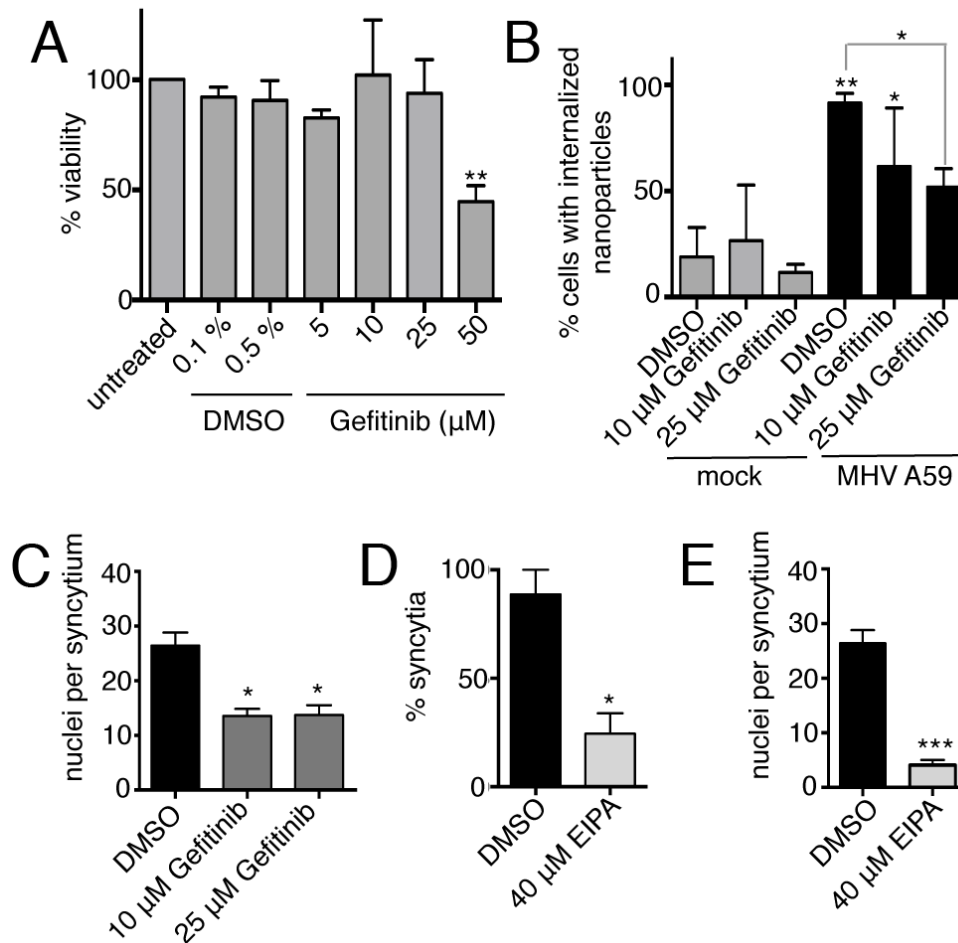 A
% viability
100
50
0
**
untreated
0.1 %
0.5 %
5
10
25
50
DMSO
Gefitinib (µM)
B
% cells with internalized
nanoparticles
100
50
0
**
*
*
DMSO
10 µM Gefitinib
25 µM Gefitinib
DMSO
10 µM Gefitinib
25 µM Gefitinib
mock
MHV A59
C
nuclei per syncytium
40
30
20
10
0
*
*
DMSO
10 µM Gefitinib
25 µM Gefitinib
D
% syncytia
100
50
0
*
DMSO
40 µM EIPA
E
nuclei per syncytium
40
30
20
10
0
***
DMSO
40 µM EIPA